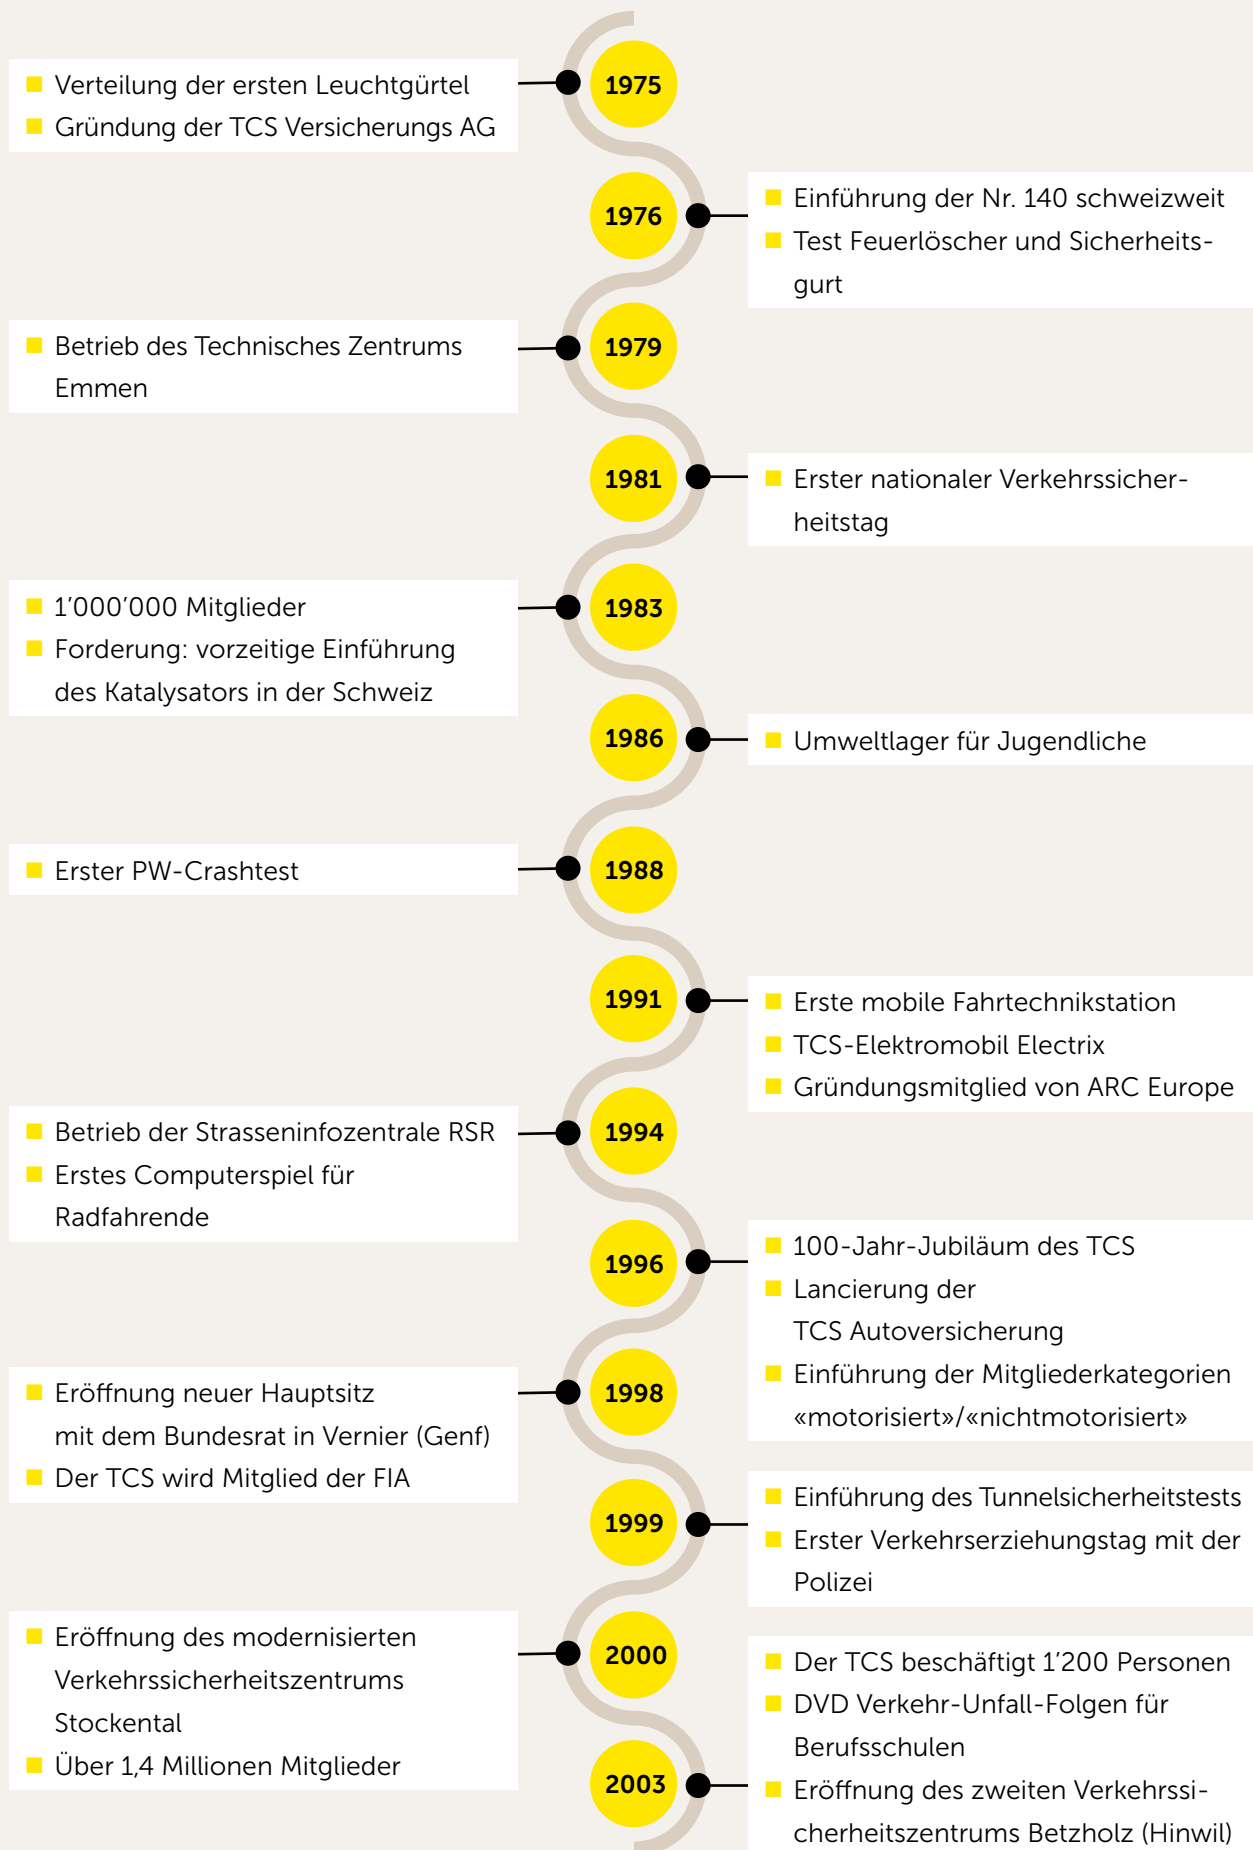 1975
Verteilung der ersten Leuchtgürtel
Gründung der TCS Versicherungs AG
1976
Einführung der Nr. 140 schweizweit
Test Feuerlöscher und Sicherheits-
gurt
1979
Betrieb des Technisches Zentrums
Emmen
1981
Erster nationaler Verkehrssicher-
heitstag
1983
1’000’000 Mitglieder
Forderung: vorzeitige Einführung
des Katalysators in der Schweiz
1986
Umweltlager für Jugendliche
1988
Erster PW-Crashtest
1991
Erste mobile Fahrtechnikstation
TCS-Elektromobil Electrix
Gründungsmitglied von ARC Europe
1994
Betrieb der Strasseninfozentrale RSR
Erstes Computerspiel für
Radfahrende
1996
100-Jahr-Jubiläum des TCS
Lancierung der
TCS Autoversicherung
Einführung der Mitgliederkategorien
«motorisiert»/«nichtmotorisiert»
1998
Eröffnung neuer Hauptsitz
mit dem Bundesrat in Vernier (Genf)
Der TCS wird Mitglied der FIA
1999
Einführung des Tunnelsicherheitstests
Erster Verkehrserziehungstag mit der
Polizei
2000
Eröffnung des modernisierten
Verkehrssicherheitszentrums
Stockental
Über 1,4 Millionen Mitglieder
2003
Der TCS beschäftigt 1’200 Personen
DVD Verkehr-Unfall-Folgen für
Berufsschulen
Eröffnung des zweiten Verkehrssi-
cherheitszentrums Betzholz (Hinwil)